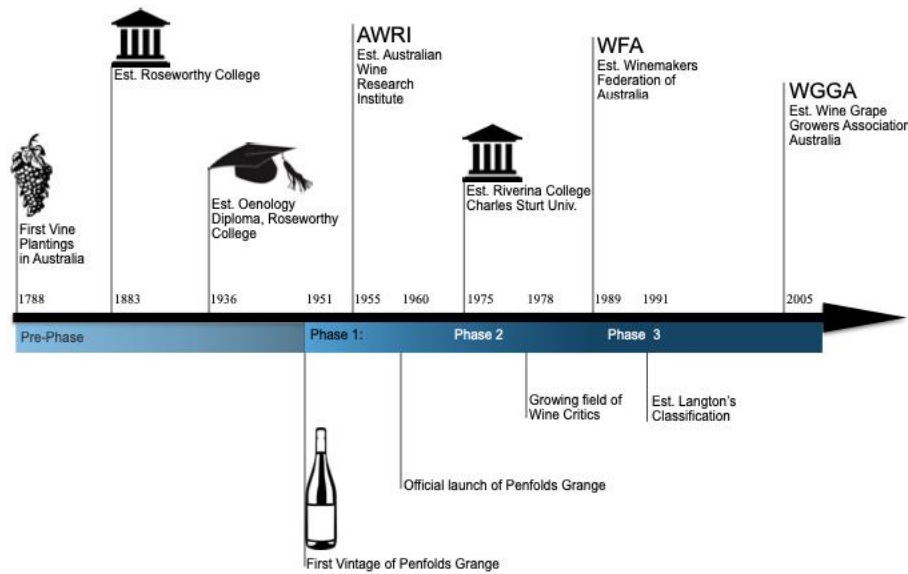 AWRI
Est. Australian
Wine
Research
Institute
WFA
Est. Winemakers
Federation of
Australia
Est. Roseworthy College
WGGA
Est. Wine Grape
Growers Association
Australia
Est. Oenology
Diploma, Roseworthy
College
Est. Riverina College
Charles Sturt Univ.
First Vine
Plantings
in Australia
1788
1883
1936
1951
1955
1960
1975
1978
1989
1991
2005
Pre-Phase
Phase 1:
Phase 2
Phase 3
Growing field of
Wine Critics
Est. Langton's
Classification
Official launch of Penfolds Grange
First Vintage of Penfolds Grange